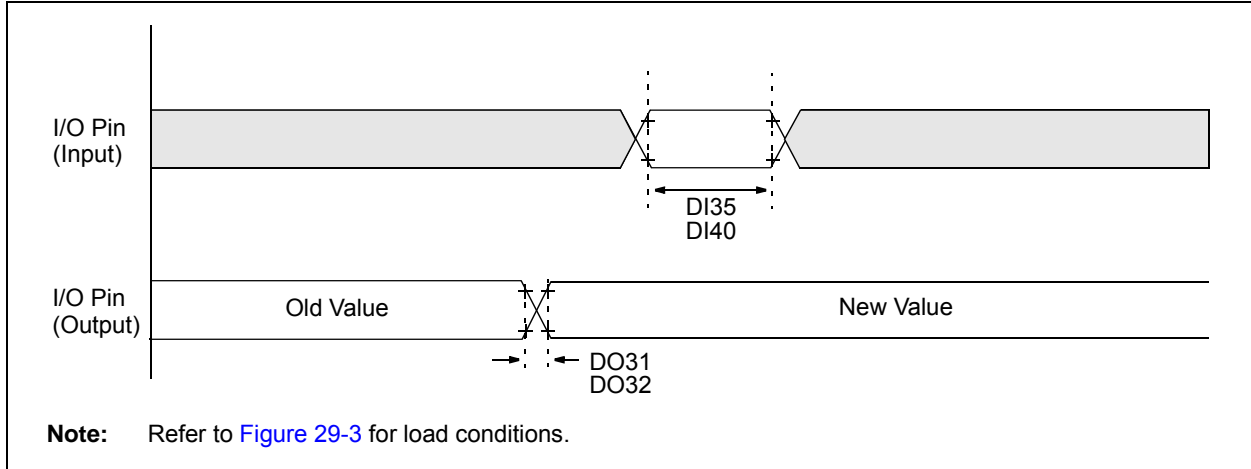 I/O Pin
(Input)
DI35
DI40
I/O Pin
(Output)
Old Value
New Value
DO31
DO32
Note: Refer to Figure 29-3 for load conditions.